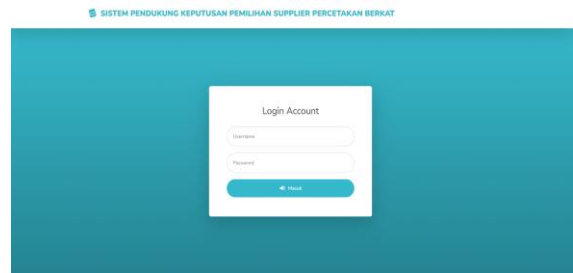 SISTEM PENDUKUNG KEPUTUSAN PEMILIHAN SUPPLIER PERCETAKAN BERKAT
Login Account
Username
Password
Masuk